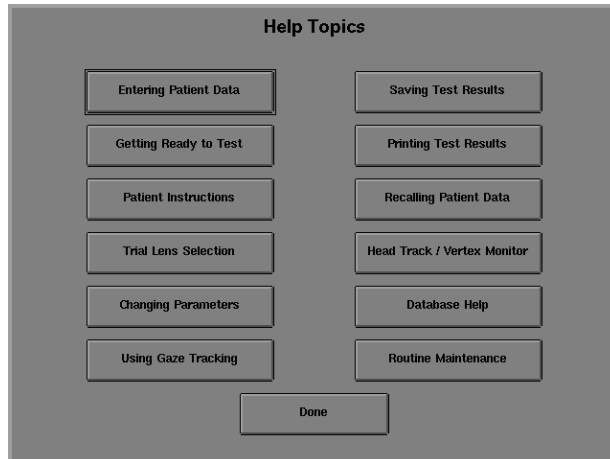 Help Topics
Entering Patient Data
Saving Test Results
Getting Ready to Test
Printing Test Results
Patient Instructions
Recalling Patient Data
Trial Lens Selection
Head Track / Vertex Monitor
Changing Parameters
Database Help
Using Gaze Tracking
Routine Maintenance
Done